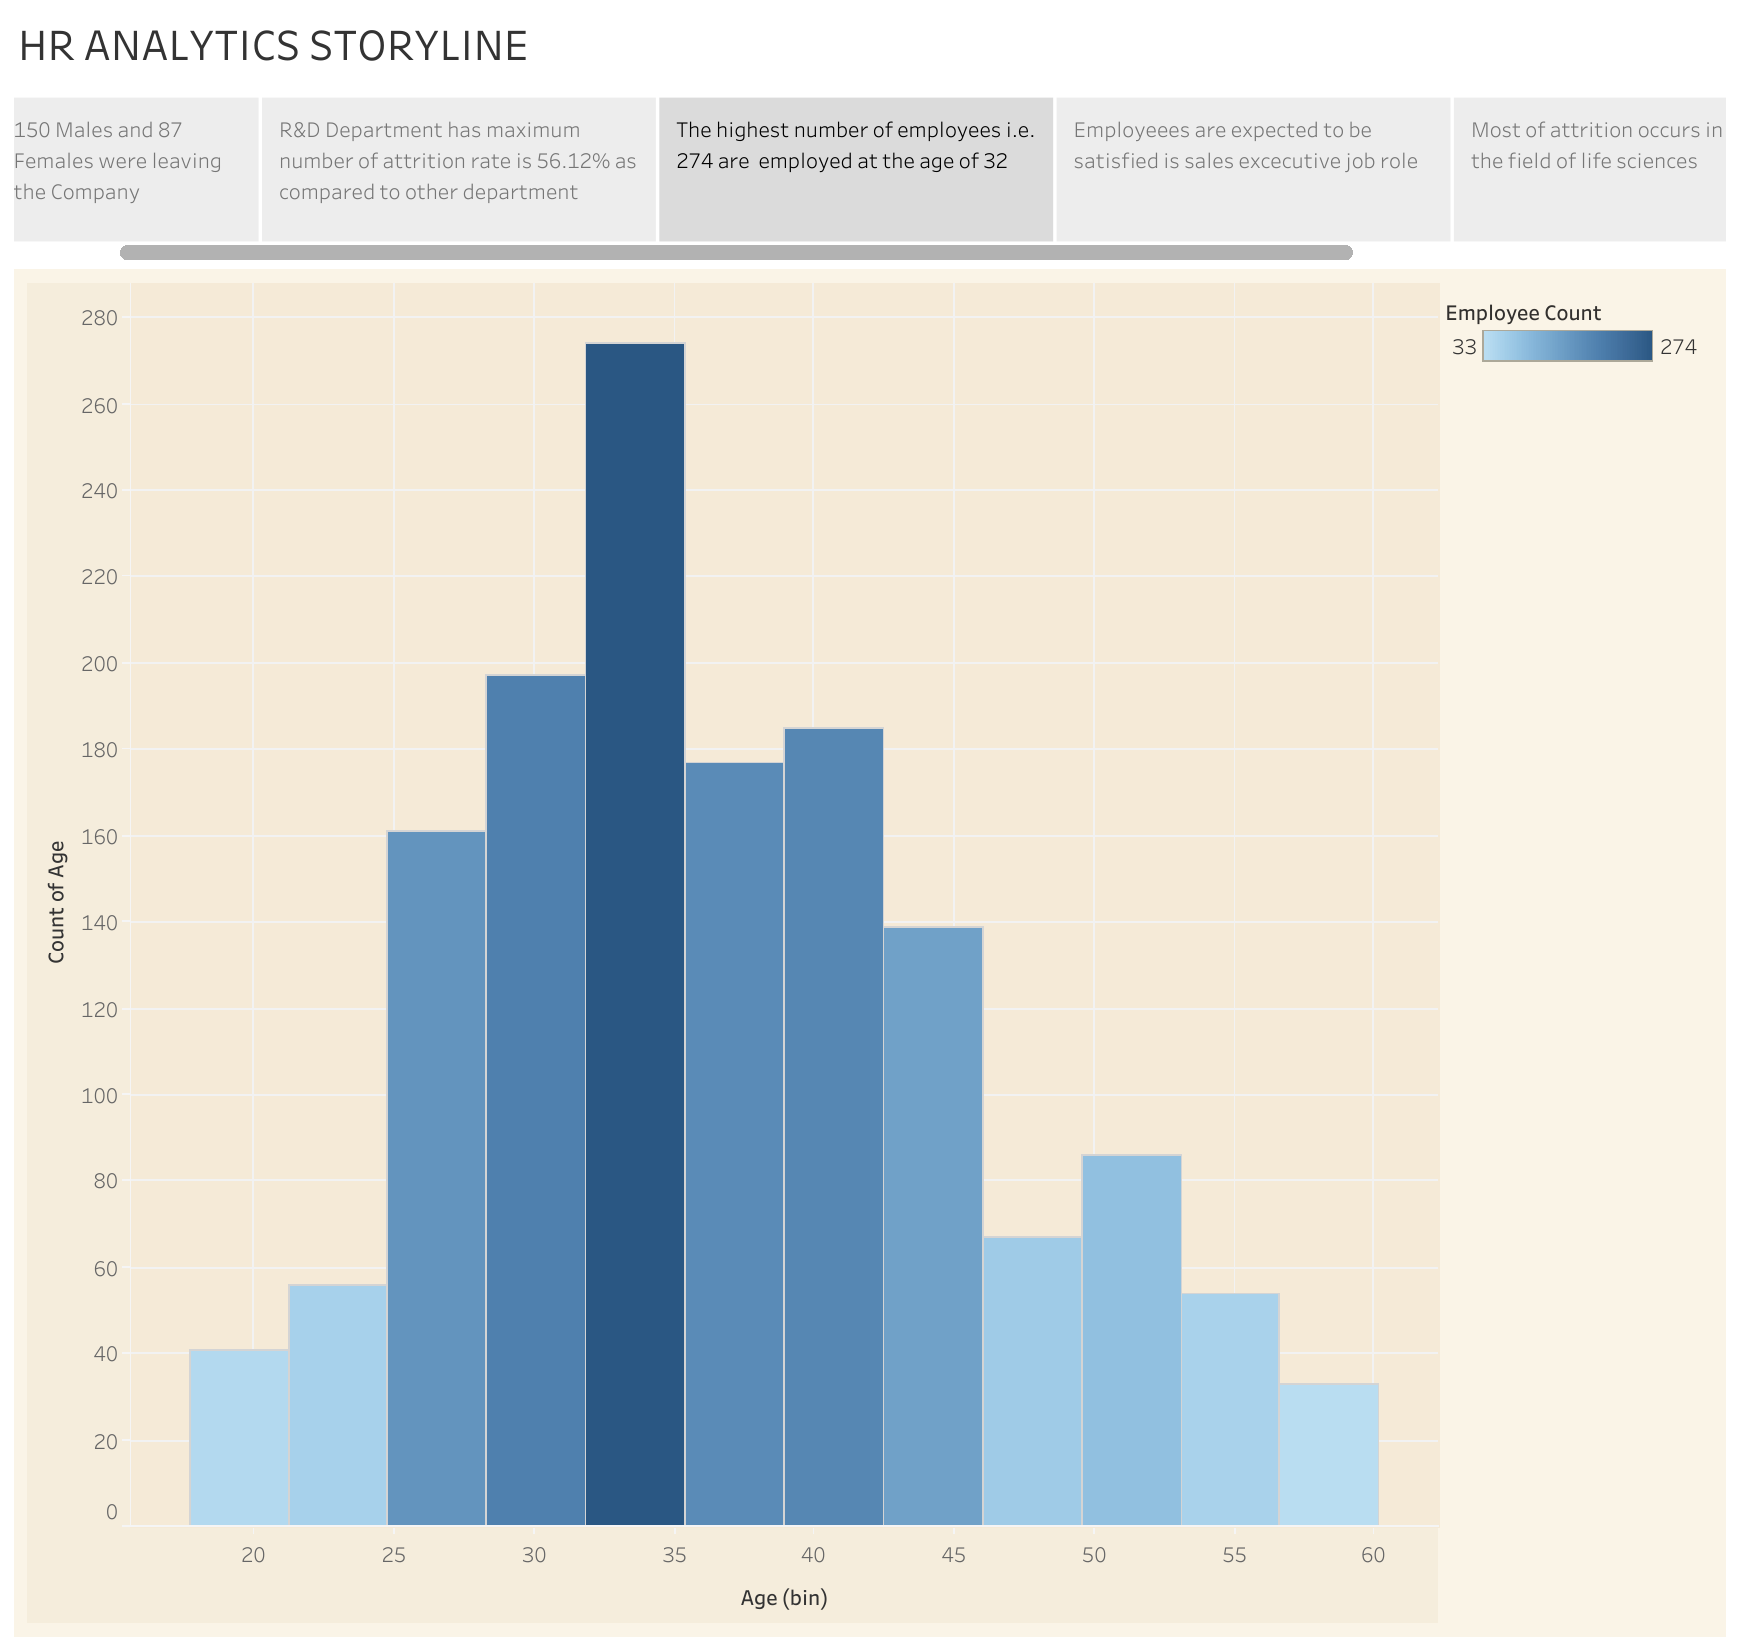 HR ANALYTICS STORYLINE
150 Males and 87
Females were leaving
the Company
R&D Department has maximum
number of attrition rate is 56.12% as
compared to other department
The highest number of employees i.e.
274 are  employed at the age of 32
Employeees are expected to be
satisfied is sales excecutive job role
Most of attrition occurs in
the field of life sciences
Employee Count
33 274
280
260
240
220
200
180
160
140
120
100
80
60
40
20
0
Count of Age
20 25 30 35 40 45 50 55 60
Age (bin)